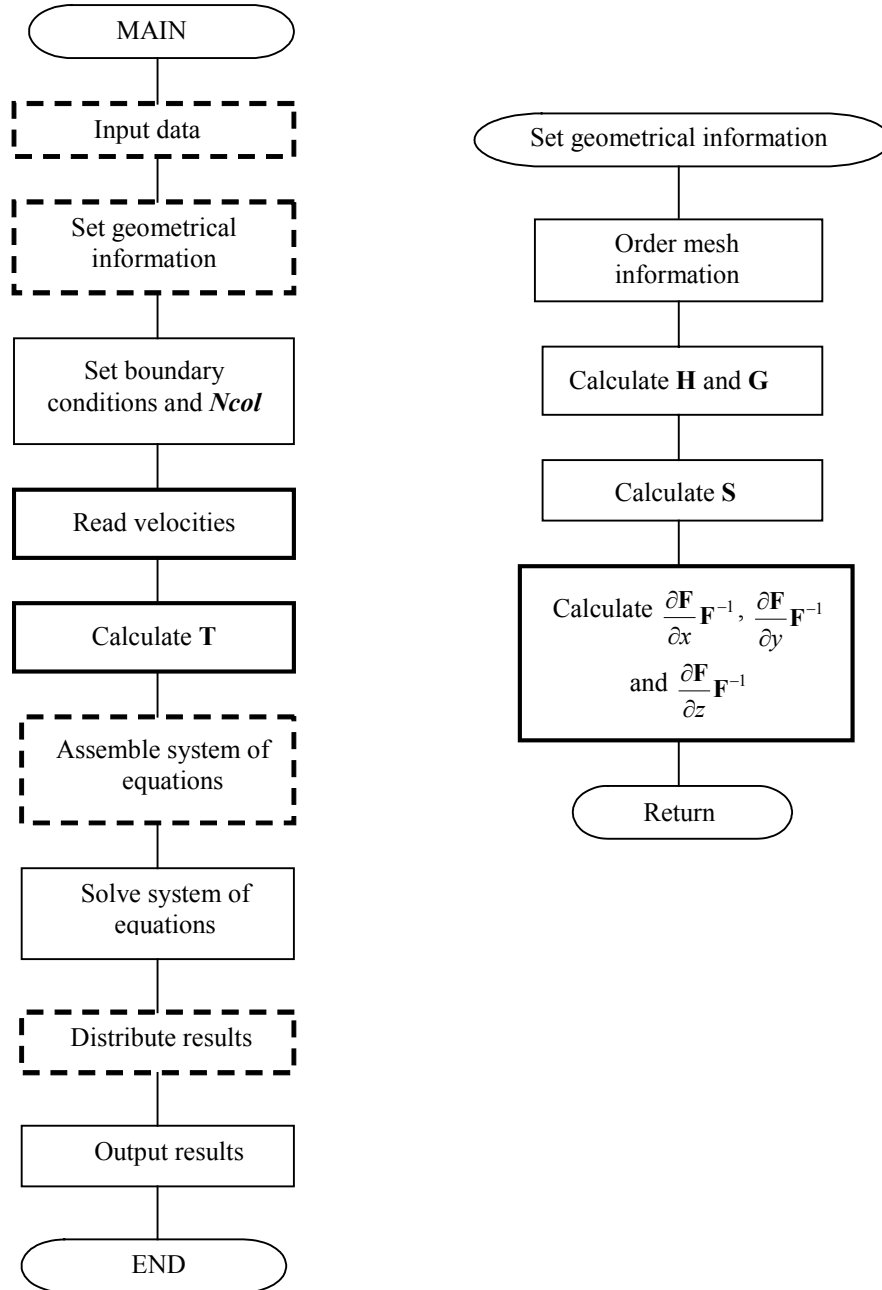 MAIN
Input data
Set geometrical
information
Set boundary
conditions and Ncol
Read velocities
Calculate T
Assemble system of
equations
Solve system of
equations
Distribute results
Output results
END
Set geometrical information
Order mesh
information
Calculate H and G
Calculate S
Calculate ∂F/∂x F⁻¹, ∂F/∂y F⁻¹
and ∂F/∂z F⁻¹
Return